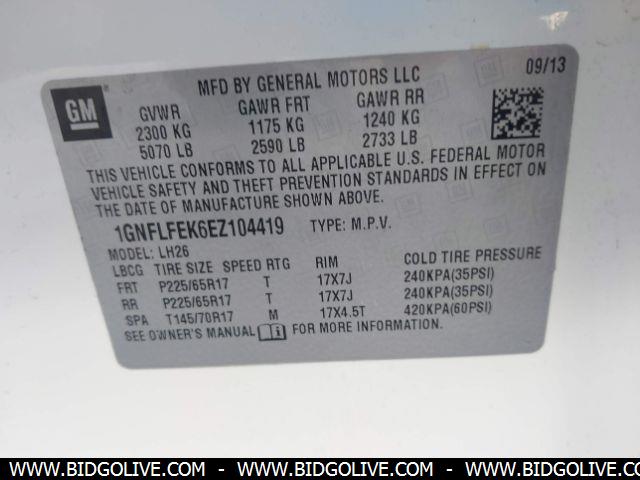 MFD BY GENERAL MOTORS LLC 09/13
GM
GVWR GAWR FRT GAWR RR
2300 KG 1175 KG 1240 KG
5070 LB 2590 LB 2733 LB
THIS VEHICLE CONFORMS TO ALL APPLICABLE U.S. FEDERAL MOTOR
VEHICLE SAFETY AND THEFT PREVENTION STANDARDS IN EFFECT ON
THE DATE OF MANUFACTURE SHOWN ABOVE.
1GNFLFEK6EZ104419 TYPE: M.P.V.
MODEL: LH26
LBCG TIRE SIZE SPEED RTG RIM COLD TIRE PRESSURE
FRT P225/65R17 T 17X7J 240KPA(35PSI)
RR P225/65R17 T 17X7J 240KPA(35PSI)
SPA T145/70R17 M 17X4.5T 420KPA(60PSI)
SEE OWNER'S MANUAL i FOR MORE INFORMATION.
WWW.BIDGOLIVE.COM - WWW.BIDGOLIVE.COM - WWW.BIDGOLIVE.COM